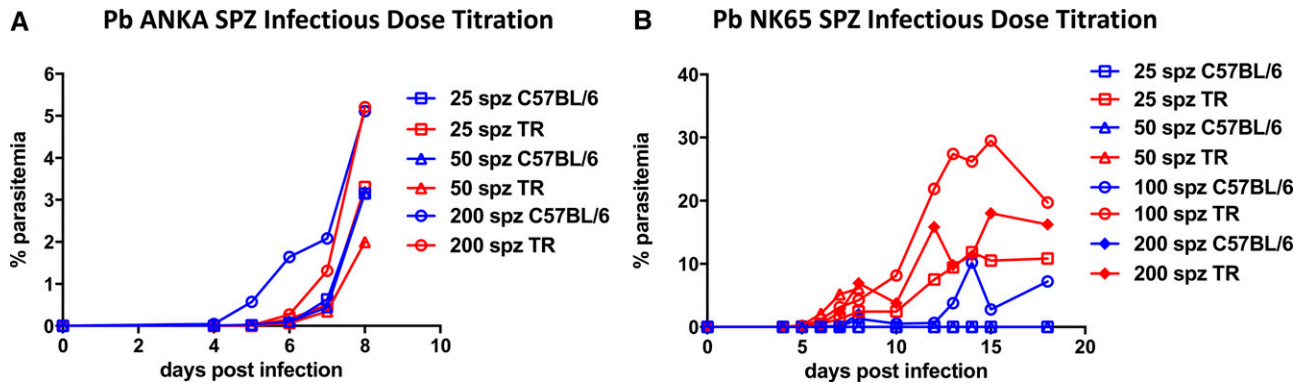 A
Pb ANKA SPZ Infectious Dose Titration
% parasitemia
6
5
4
3
2
1
0
0 2 4 6 8 10
days post infection
25 spz C57BL/6
25 spz TR
50 spz C57BL/6
50 spz TR
200 spz C57BL/6
200 spz TR
B
Pb NK65 SPZ Infectious Dose Titration
% parasitemia
40
30
20
10
0
0 5 10 15 20
days post infection
25 spz C57BL/6
25 spz TR
50 spz C57BL/6
50 spz TR
100 spz C57BL/6
100 spz TR
200 spz C57BL/6
200 spz TR